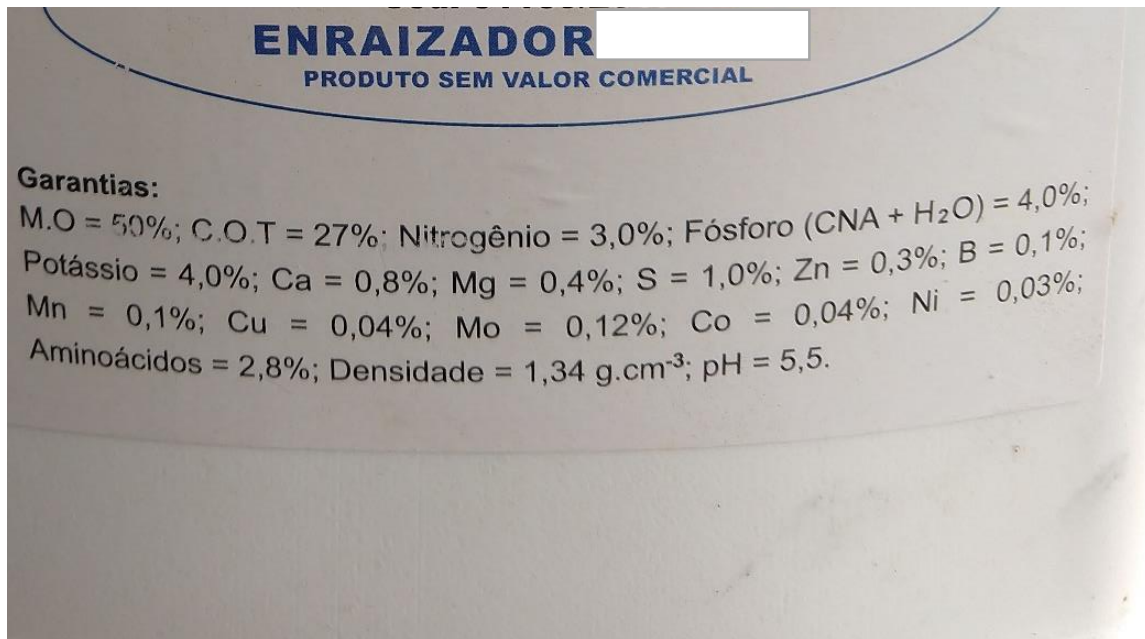 ENRAIZADOR
PRODUTO SEM VALOR COMERCIAL
Garantias:
M.O = 50%; C.O.T = 27%; Nitrogênio = 3,0%; Fósforo (CNA + H₂O) = 4,0%;
Potássio = 4,0%; Ca = 0,8%; Mg = 0,4%; S = 1,0%; Zn = 0,3%; B = 0,1%;
Mn = 0,1%; Cu = 0,04%; Mo = 0,12%; Co = 0,04%; Ni = 0,03%;
Aminoácidos = 2,8%; Densidade = 1,34 g.cm⁻³; pH = 5,5.